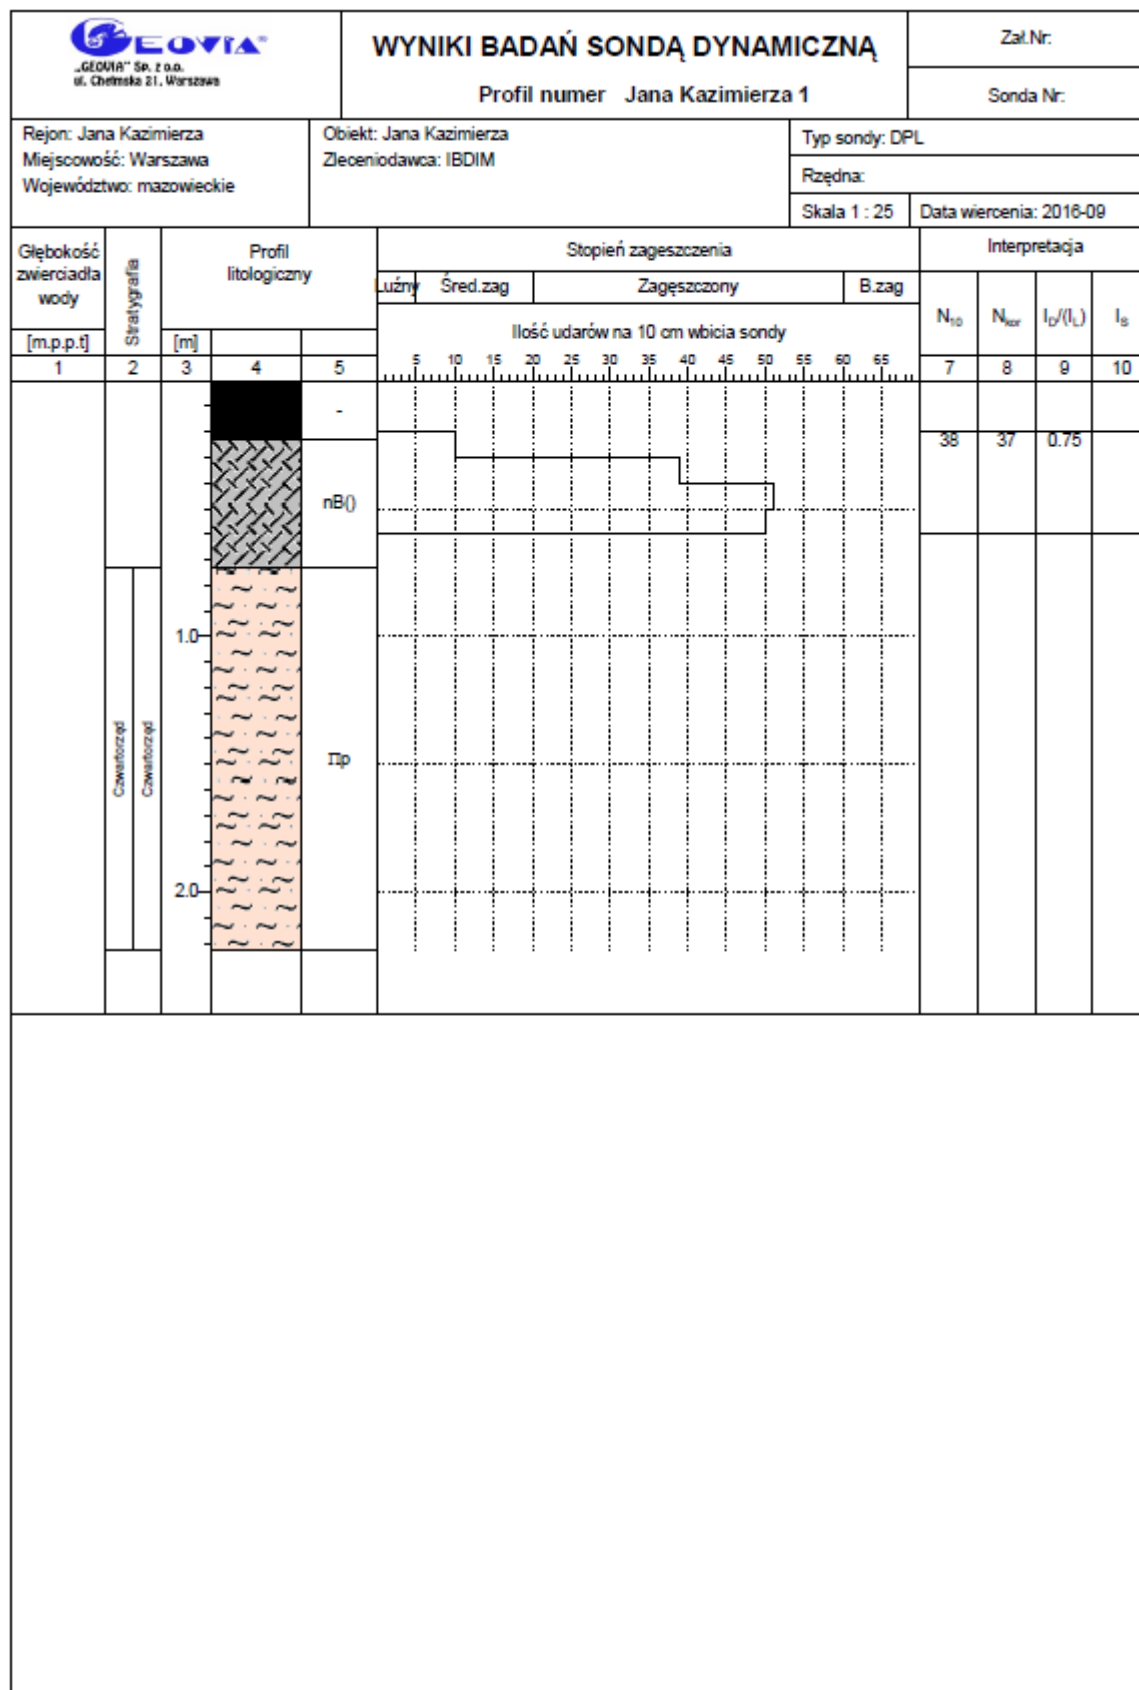 GEOVIA®
„GEOVIA" Sp. z o.o.
ul. Chełmska 21, Warszawa
WYNIKI BADAŃ SONDĄ DYNAMICZNĄ
Profil numer Jana Kazimierza 1
Zał.Nr:
Sonda Nr:
Rejon: Jana Kazimierza
Miejscowość: Warszawa
Województwo: mazowieckie
Obiekt: Jana Kazimierza
Zleceniodawca: IBDIM
Typ sondy: DPL
Rzędna:
Skala 1 : 25
Data wiercenia: 2016-09
Głębokość
zwierciadła
wody
[m.p.p.t]
Stratygrafia
Profil
litologiczny
[m]
Stopień zagęszczenia
Luźny Śred.zag Zagęszczony B.zag
Ilość udarów na 10 cm wbicia sondy
5 10 15 20 25 30 35 40 45 50 55 60 65
Interpretacja
N10 Nkor ID/(IL) IS
1 2 3 4 5 7 8 9 10
-
38 37 0.75
nB()
1.0
Czwartorzęd
Czwartorzęd
Πp
2.0